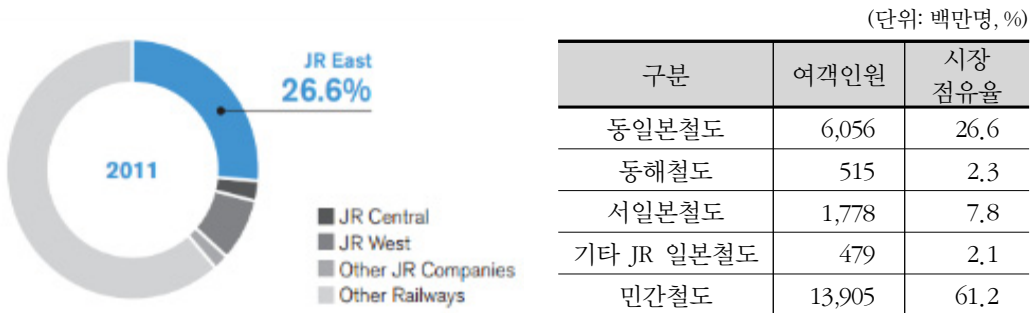 JR East
26.6%
2011
JR Central
JR West
Other JR Companies
Other Railways
(단위: 백만명, %)
구분 여객인원 시장
점유율
동일본철도 6,056 26.6
동해철도 515 2.3
서일본철도 1,778 7.8
기타 JR 일본철도 479 2.1
민간철도 13,905 61.2